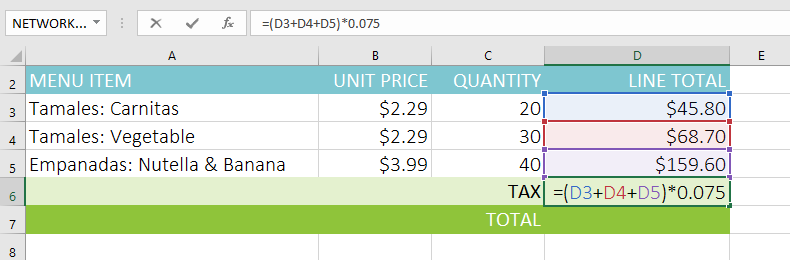 NETWORK... =(D3+D4+D5)*0.075
A B C D E
2 MENU ITEM UNIT PRICE QUANTITY LINE TOTAL
3 Tamales: Carnitas $2.29 20 $45.80
4 Tamales: Vegetable $2.29 30 $68.70
5 Empanadas: Nutella & Banana $3.99 40 $159.60
6 TAX =(D3+D4+D5)*0.075
7 TOTAL
8